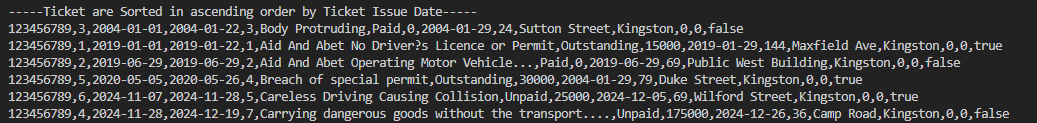 -----Ticket are Sorted in ascending order by Ticket Issue Date-----
123456789,3,2004-01-01,2004-01-22,3,Body Protruding,Paid,0,2004-01-29,24,Sutton Street,Kingston,0,0,false
123456789,1,2019-01-01,2019-01-22,1,Aid And Abet No Driver?s Licence or Permit,Outstanding,15000,2019-01-29,144,Maxfield Ave,Kingston,0,0,true
123456789,2,2019-06-29,2019-06-29,2,Aid And Abet Operating Motor Vehicle...,Paid,0,2019-06-29,69,Public West Building,Kingston,0,0,false
123456789,5,2020-05-05,2020-05-26,4,Breach of special permit,Outstanding,30000,2004-01-29,79,Duke Street,Kingston,0,0,true
123456789,6,2024-11-07,2024-11-28,5,Careless Driving Causing Collision,Unpaid,25000,2024-12-05,69,Wilford Street,Kingston,0,0,true
123456789,4,2024-11-28,2024-12-19,7,Carrying dangerous goods without the transport....,Unpaid,175000,2024-12-26,36,Camp Road,Kingston,0,0,false